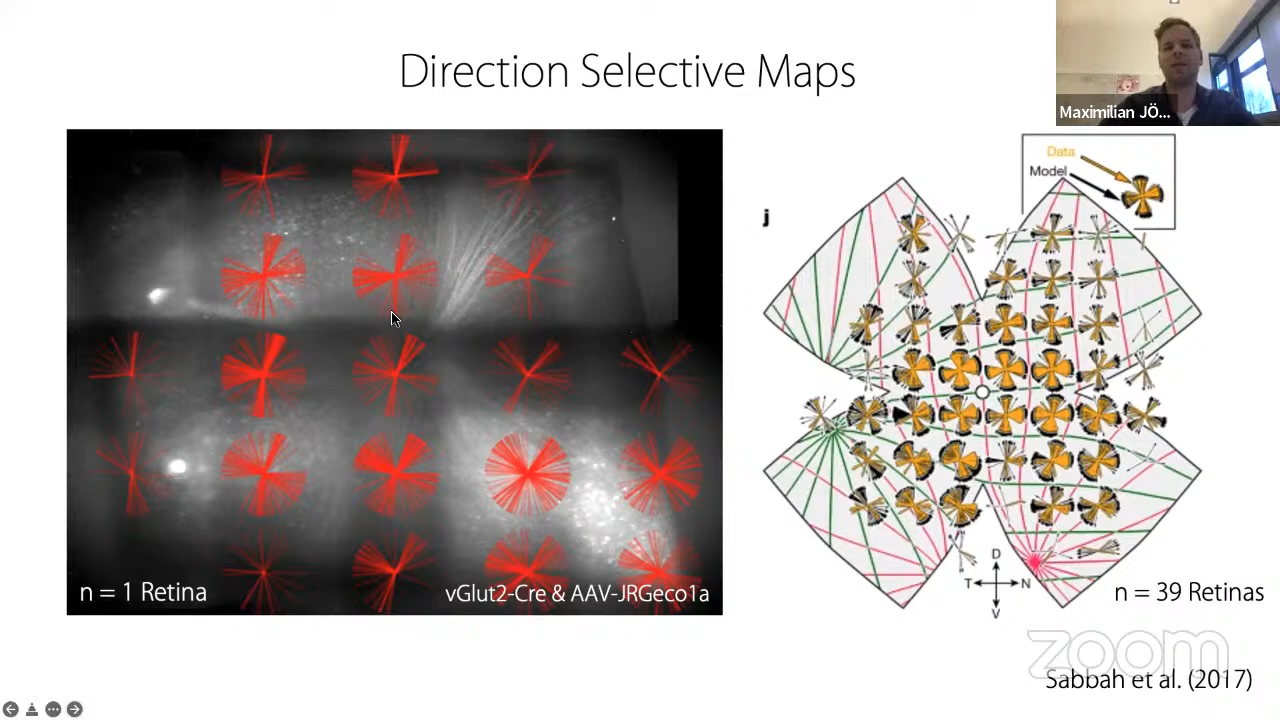 Direction Selective Maps
Maximilian JÖ...
Data
Model
j
D
T
N
V
n = 1 Retina
vGlut2-Cre & AAV-JRGeco1a
n = 39 Retinas
zoom
Sabbah et al. (2017)